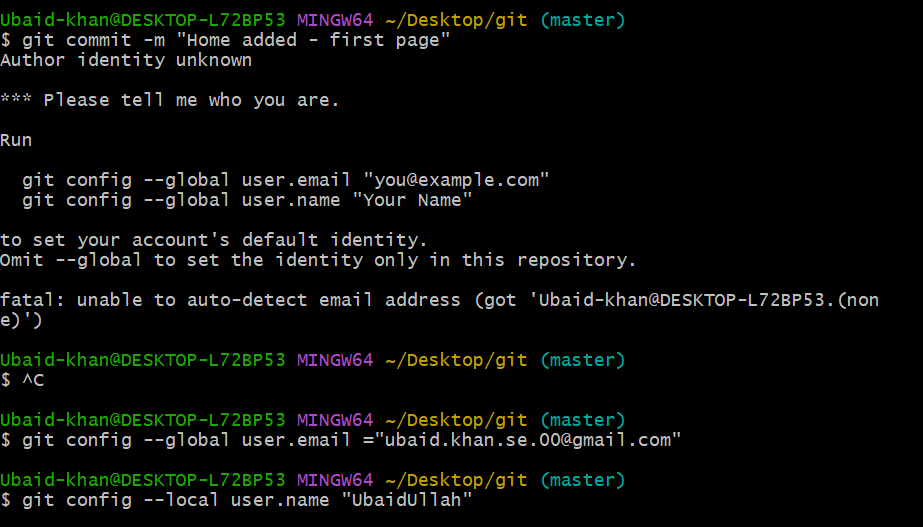 Ubaid-khan@DESKTOP-L72BP53 MINGW64 ~/Desktop/git (master)
$ git commit -m "Home added - first page"
Author identity unknown
*** Please tell me who you are.
Run
git config --global user.email "you@example.com"
git config --global user.name "Your Name"
to set your account's default identity.
Omit --global to set the identity only in this repository.
fatal: unable to auto-detect email address (got 'Ubaid-khan@DESKTOP-L72BP53.(non
e)')
Ubaid-khan@DESKTOP-L72BP53 MINGW64 ~/Desktop/git (master)
$ ^C
Ubaid-khan@DESKTOP-L72BP53 MINGW64 ~/Desktop/git (master)
$ git config --global user.email ="ubaid.khan.se.00@gmail.com"
Ubaid-khan@DESKTOP-L72BP53 MINGW64 ~/Desktop/git (master)
$ git config --local user.name "UbaidUllah"